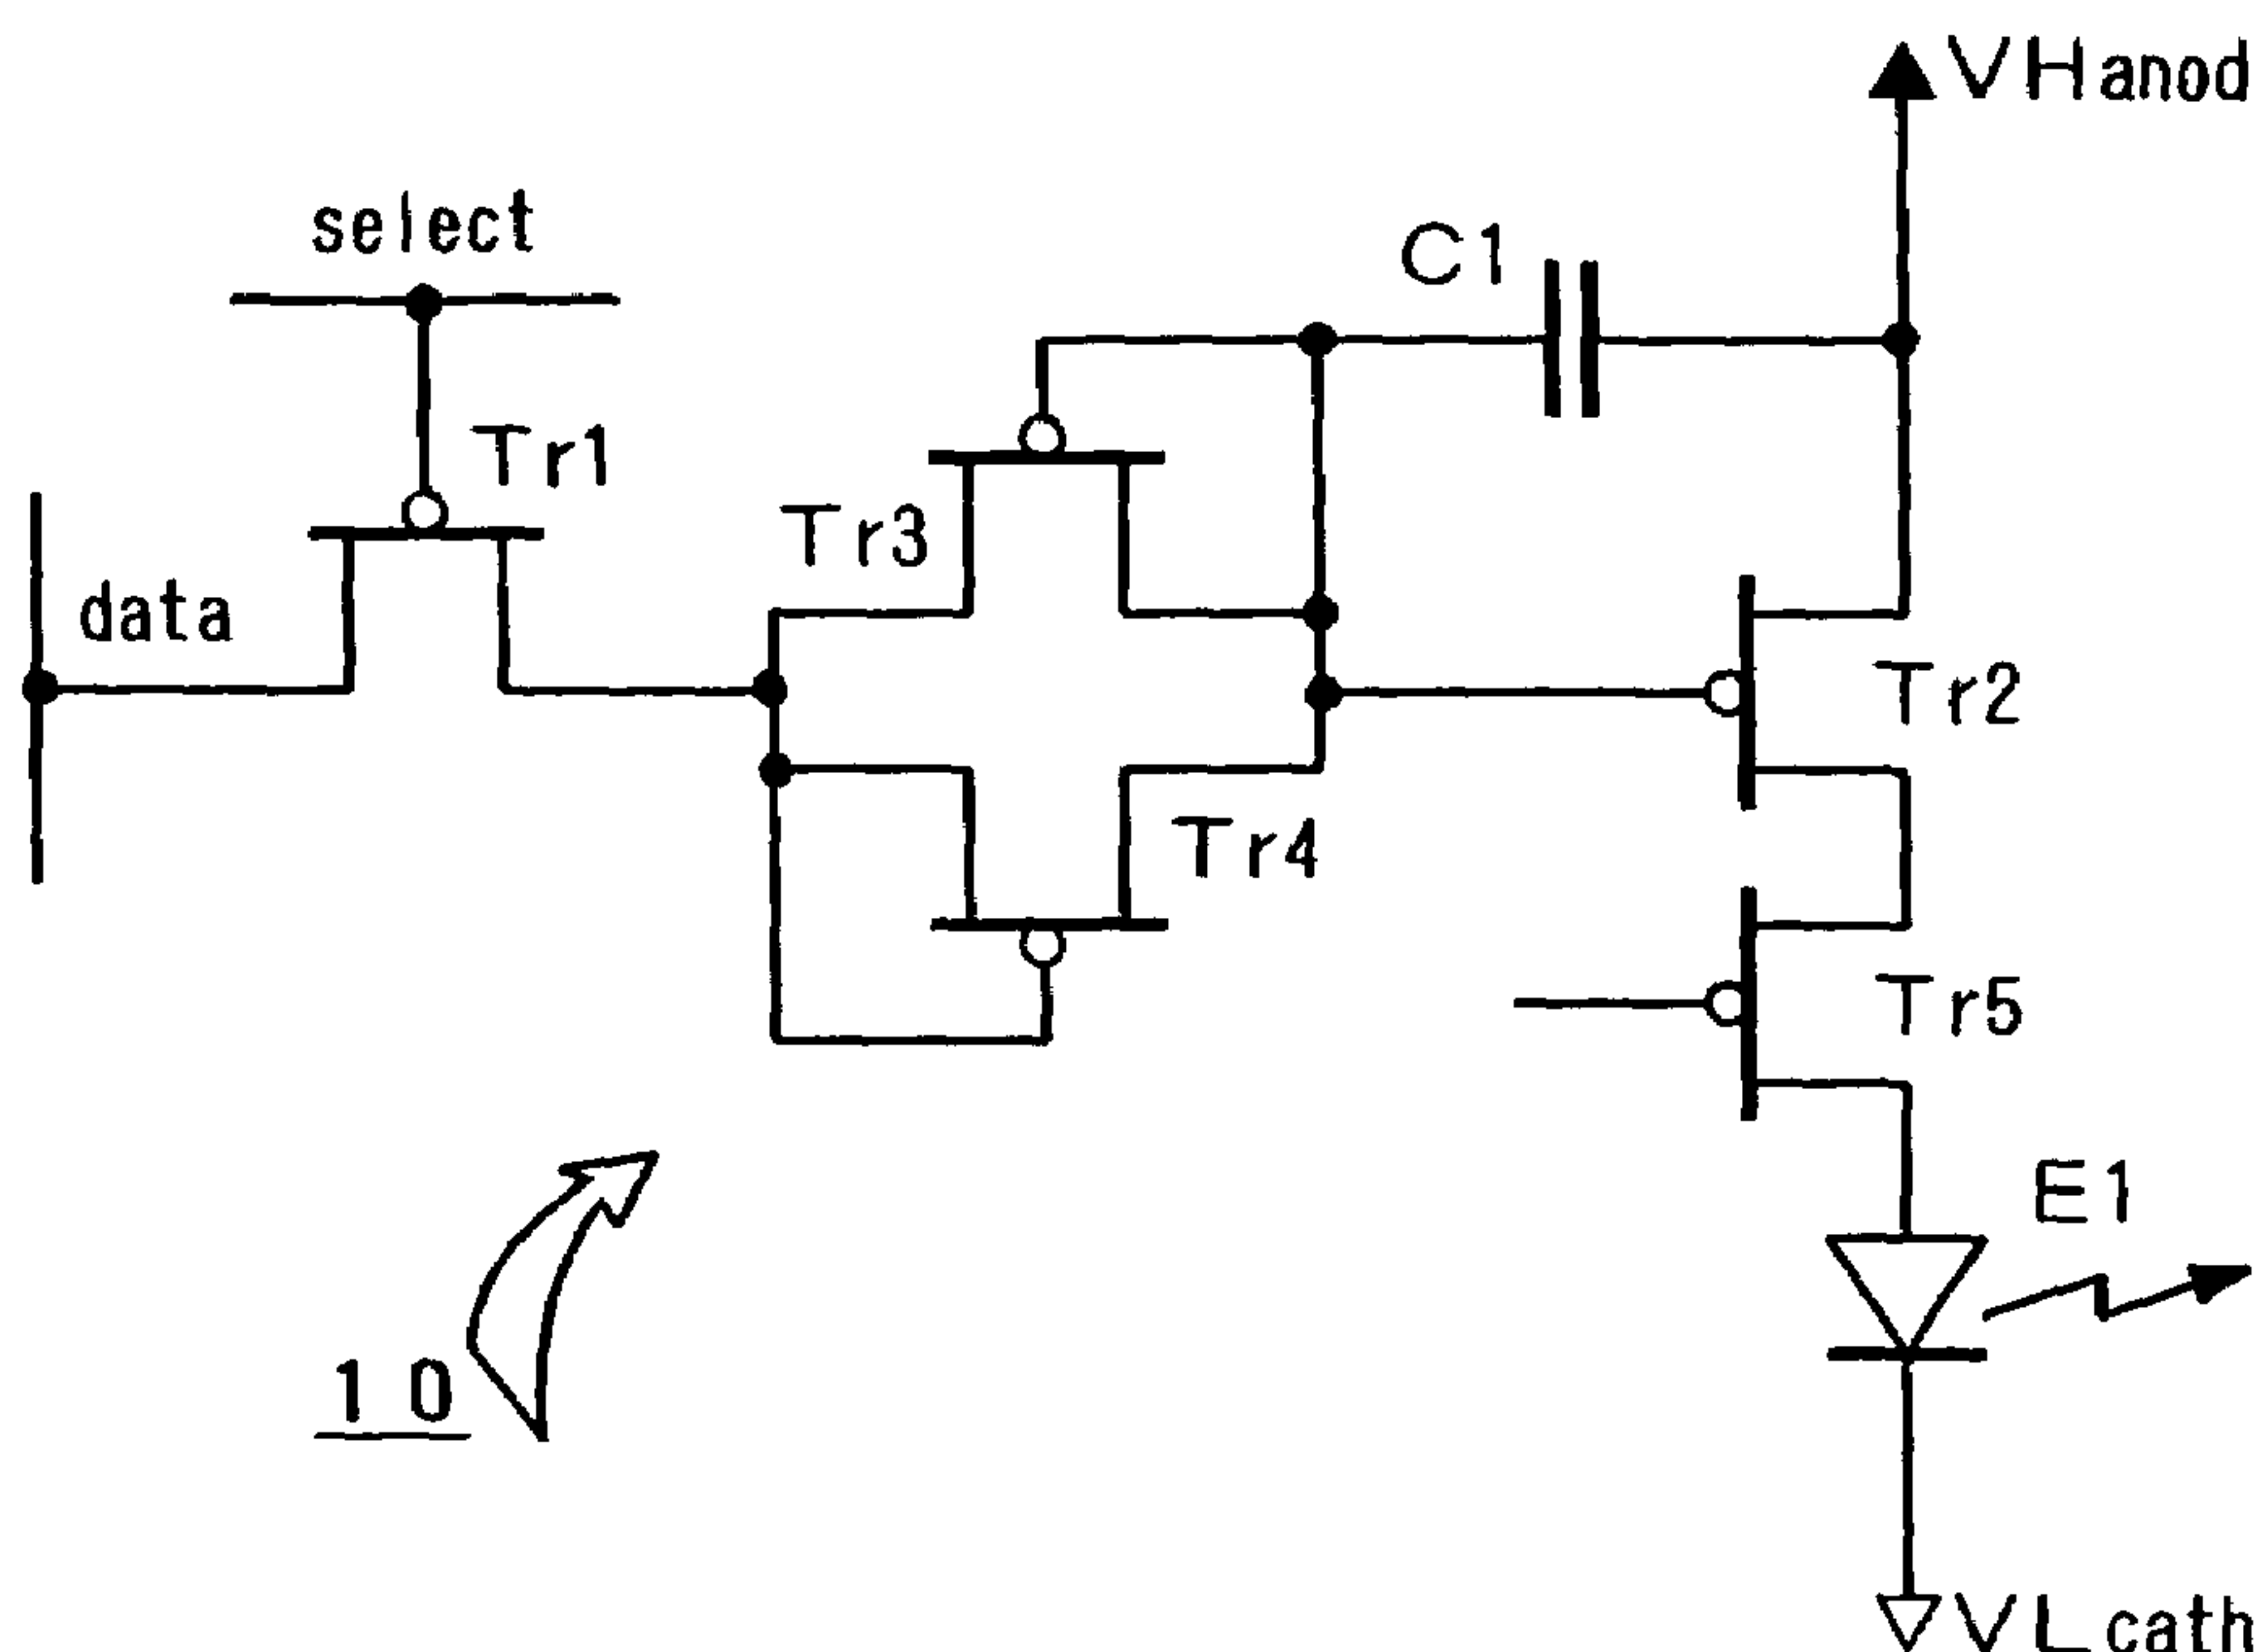 VHanod
select
C1
Tr1
Tr3
data
Tr2
Tr4
Tr5
E1
10
VLcath